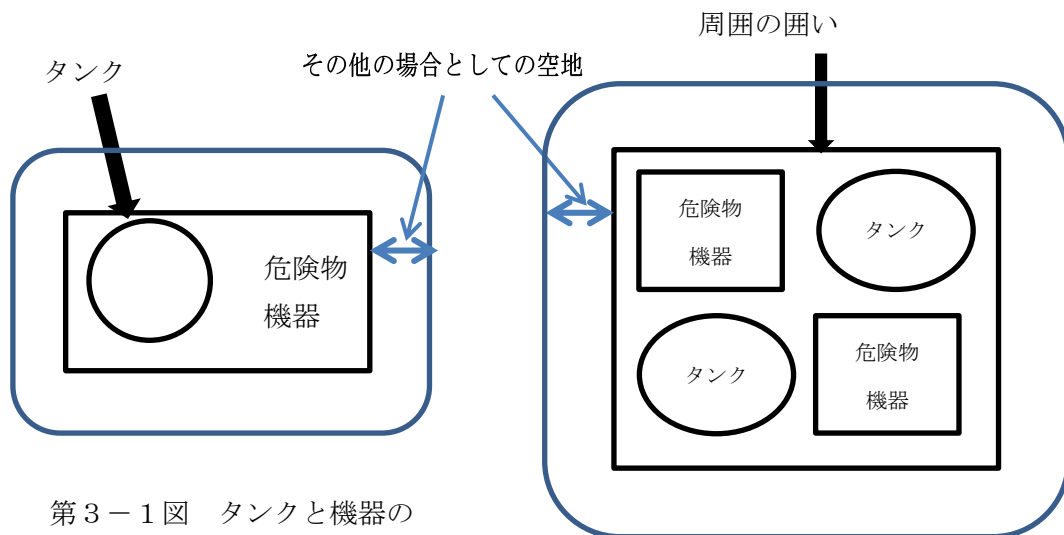 周囲の囲い
その他の場合としての空地
タンク
危険物
機器
危険物
機器
タンク
タンク
危険物
機器
第３－１図　タンクと機器の